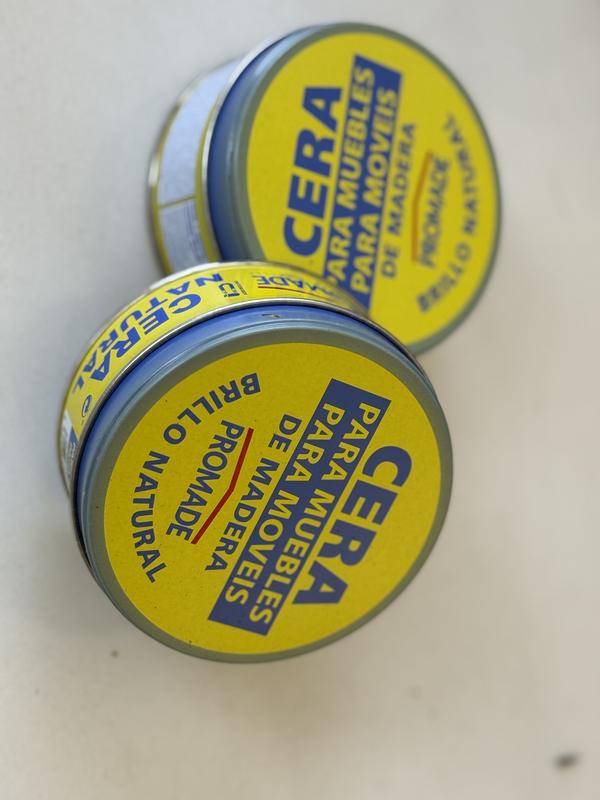 CERA
PARA MUEBLES
PARA MOVEIS
DE MADERA
PROMADE
BRILLO NATURAL
CERA
NATURAL
CERA
PARA MUEBLES
PARA MOVEIS
DE MADERA
PROMADE
BRILLO NATURAL